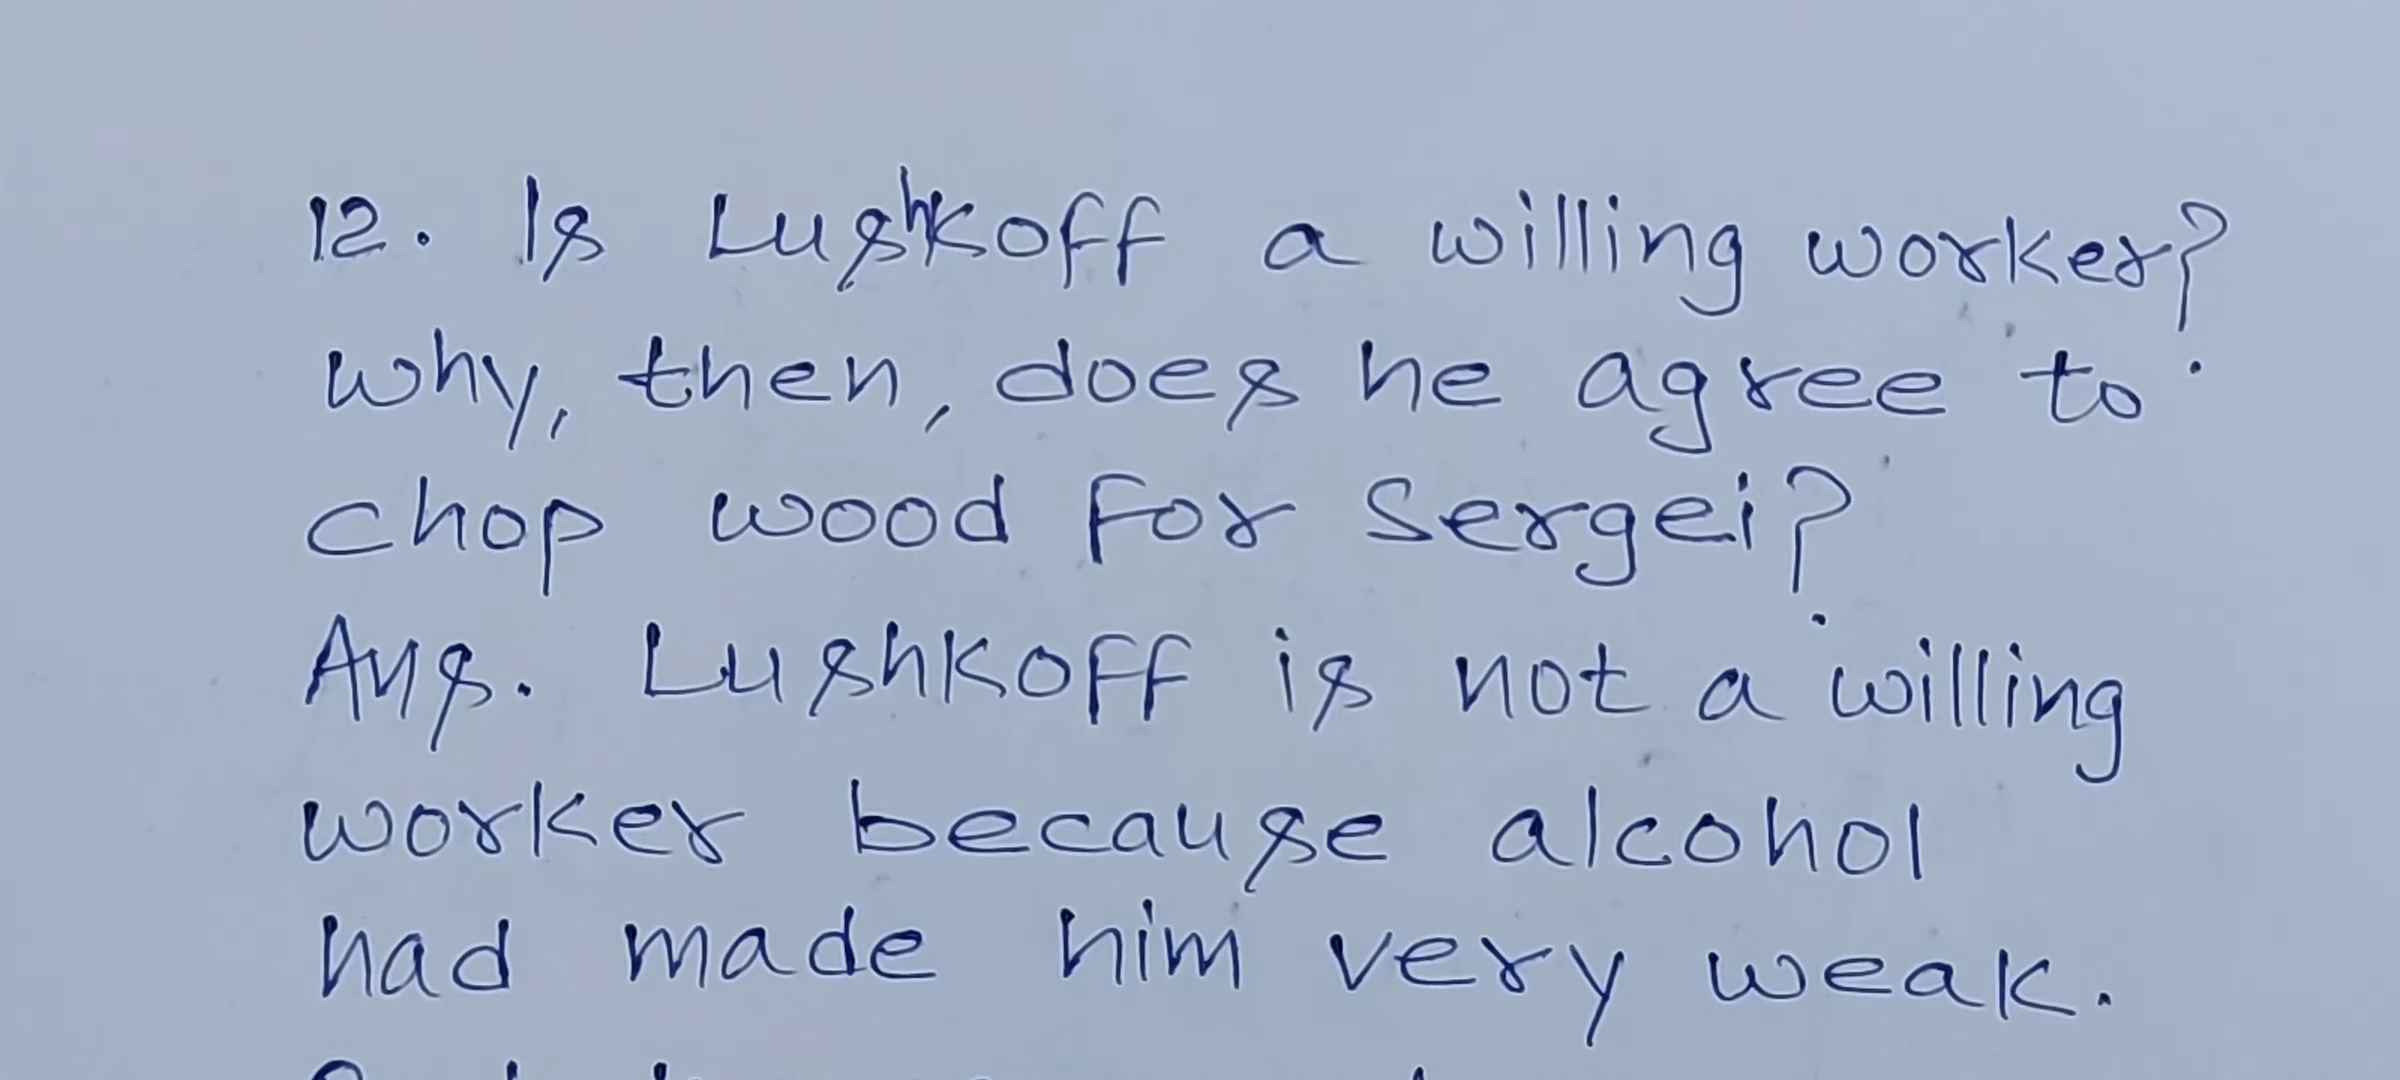 12. Is Lushkoff a willing worker?
why, then, does he agree to
chop wood for Sergei?
Ans. Lushkoff is not a willing
worker because alcohol
had made him very weak.